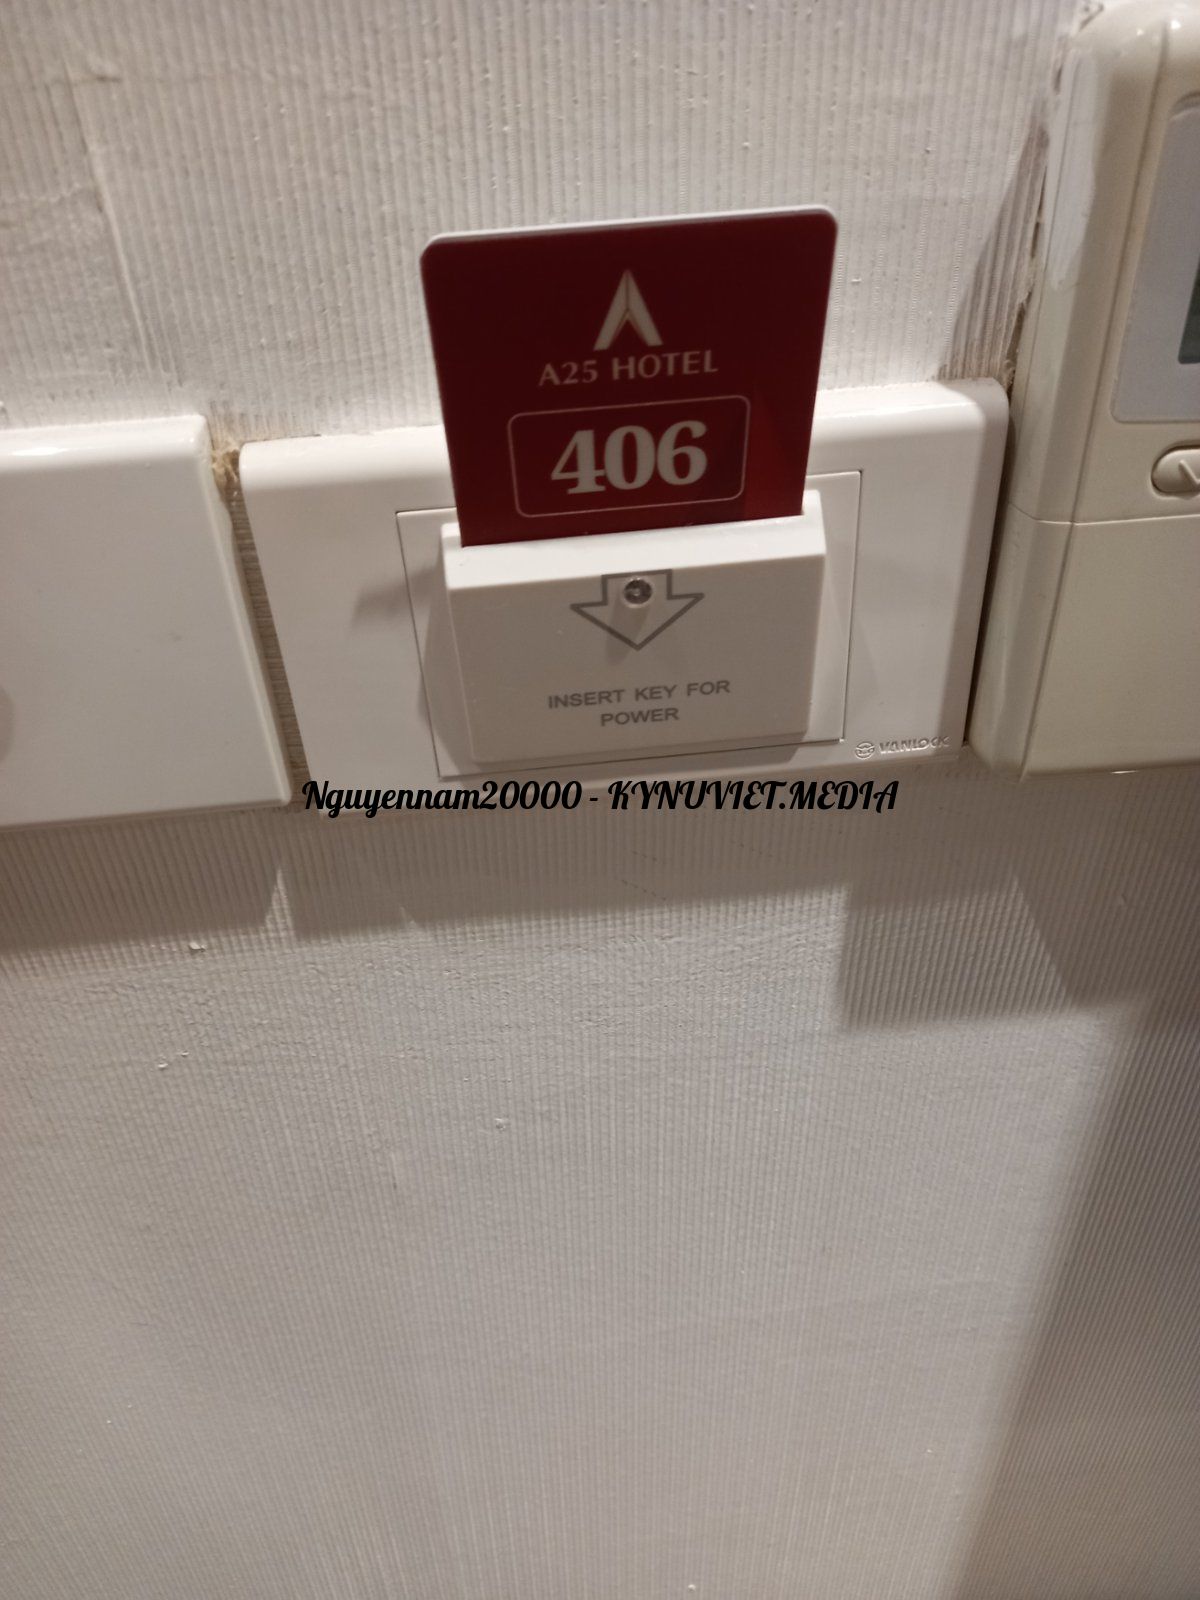 A25 HOTEL
406
INSERT KEY FOR
POWER
VANLOCK
Nguyennam20000 - KYNUVIET.MEDIA